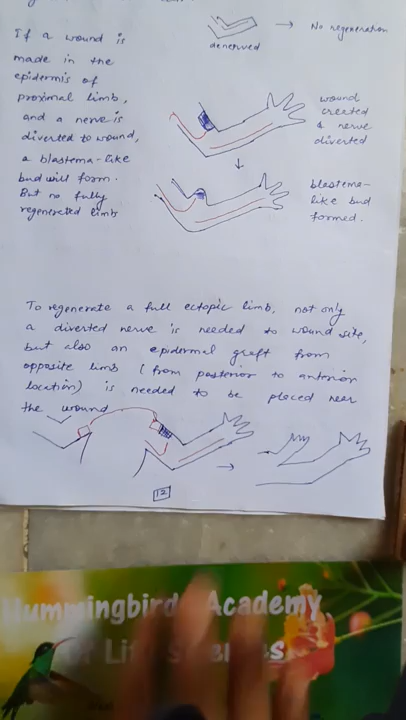 → No regeneration
denerved
If a wound is
made in the
epidermis of
proximal limb,
and a nerve is
diverted to wound,
a blastema-like
bud will form.
But no fully
regenerated limb
wound
created
& nerve
diverted
blastema-
like bud
formed.
To regenerate a full ectopic limb, not only
a diverted nerve is needed to wound site,
but also an epidermal graft from
opposite limb (from posterior to anterior
location) is needed to be placed near
the wound
12
Hummingbird Academy
Of Life Sciences